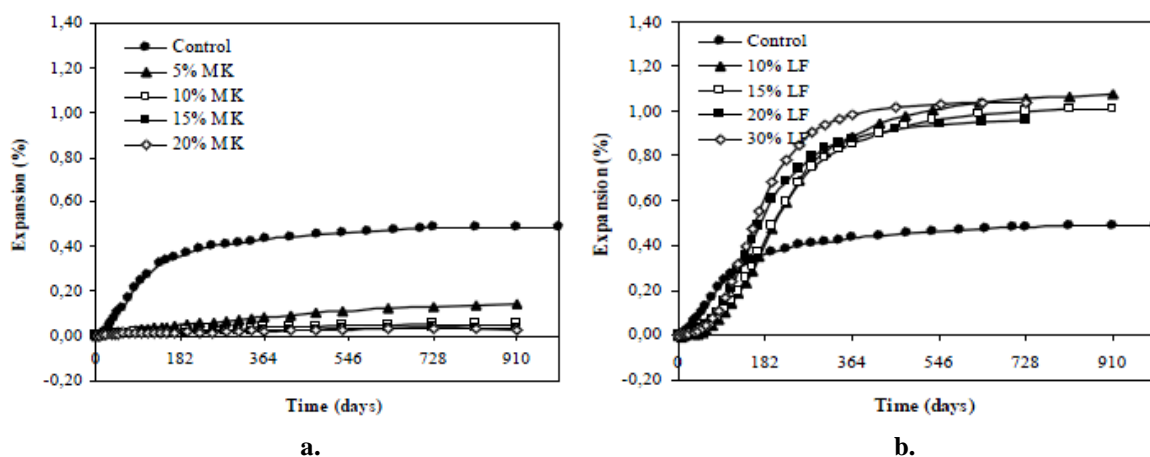 1,40
1,20
1,00
0,80
0,60
0,40
0,20
0,00
-0,20
Expansion (%)
Control
5% MK
10% MK
15% MK
20% MK
0 182 364 546 728 910
Time (days)
a.
1,40
1,20
1,00
0,80
0,60
0,40
0,20
0,00
-0,20
Expansion (%)
Control
10% LF
15% LF
20% LF
30% LF
0 182 364 546 728 910
Time (days)
b.